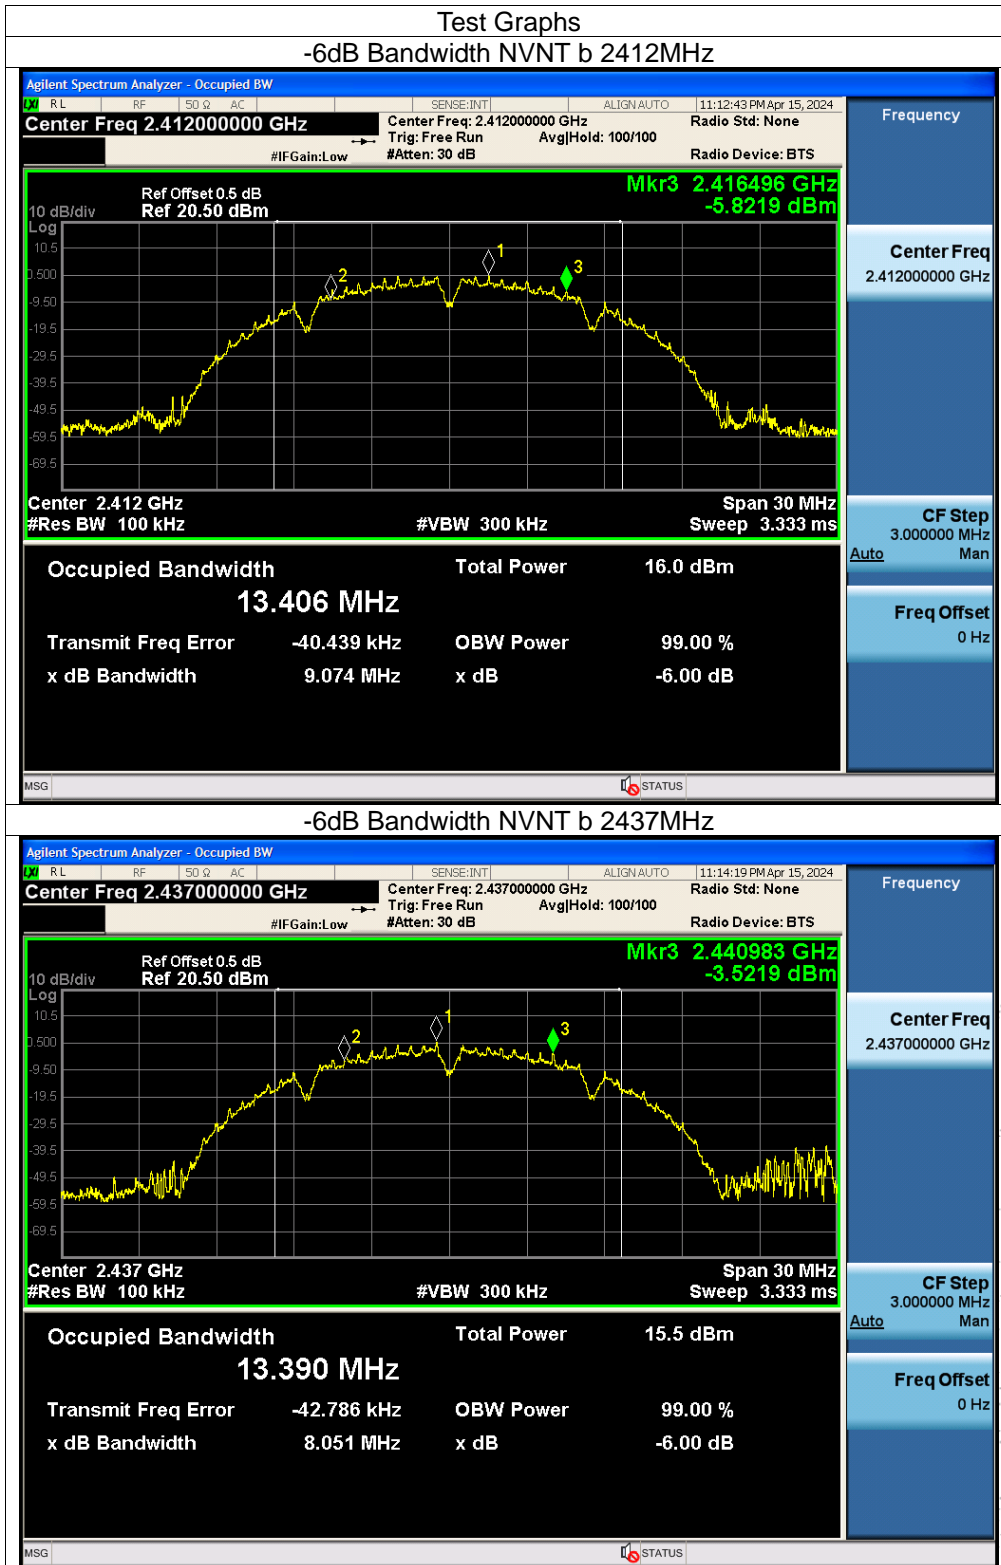 Test Graphs
-6dB Bandwidth NVNT b 2412MHz
Agilent Spectrum Analyzer - Occupied BW
LXI RL RF 50 Ω AC SENSE:INT ALIGN AUTO 11:12:43 PM Apr 15, 2024
Center Freq 2.412000000 GHz Center Freq: 2.412000000 GHz Radio Std: None
Trig: Free Run Avg|Hold: 100/100
#IFGain:Low #Atten: 30 dB Radio Device: BTS
Frequency
Mkr3 2.416496 GHz
-5.8219 dBm
Ref Offset 0.5 dB
10 dB/div Ref 20.50 dBm
Log
10.5
0.500
-9.50
-19.5
-29.5
-39.5
-49.5
-59.5
-69.5
1
2
3
Center Freq
2.412000000 GHz
Center 2.412 GHz Span 30 MHz
#Res BW 100 kHz #VBW 300 kHz Sweep 3.333 ms
CF Step
3.000000 MHz
Auto Man
Occupied Bandwidth Total Power 16.0 dBm
13.406 MHz
Freq Offset
0 Hz
Transmit Freq Error -40.439 kHz OBW Power 99.00 %
x dB Bandwidth 9.074 MHz x dB -6.00 dB
MSG STATUS
-6dB Bandwidth NVNT b 2437MHz
Agilent Spectrum Analyzer - Occupied BW
LXI RL RF 50 Ω AC SENSE:INT ALIGN AUTO 11:14:19 PM Apr 15, 2024
Center Freq 2.437000000 GHz Center Freq: 2.437000000 GHz Radio Std: None
Trig: Free Run Avg|Hold: 100/100
#IFGain:Low #Atten: 30 dB Radio Device: BTS
Frequency
Mkr3 2.440983 GHz
-3.5219 dBm
Ref Offset 0.5 dB
10 dB/div Ref 20.50 dBm
Log
10.5
0.500
-9.50
-19.5
-29.5
-39.5
-49.5
-59.5
-69.5
1
2
3
Center Freq
2.437000000 GHz
Center 2.437 GHz Span 30 MHz
#Res BW 100 kHz #VBW 300 kHz Sweep 3.333 ms
CF Step
3.000000 MHz
Auto Man
Occupied Bandwidth Total Power 15.5 dBm
13.390 MHz
Freq Offset
0 Hz
Transmit Freq Error -42.786 kHz OBW Power 99.00 %
x dB Bandwidth 8.051 MHz x dB -6.00 dB
MSG STATUS